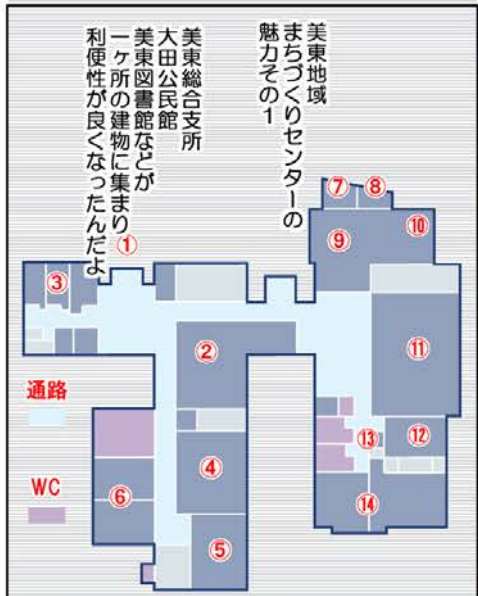 美東地域
まちづくりセンターの
魅力その1
美東総合支所
大田公民館
美東図書館などが
一ヶ所の建物に集まり
利便性が良くなったんだよ
①
②
③
④
⑤
⑥
⑦
⑧
⑨
⑩
⑪
⑫
⑬
⑭
通路
WC